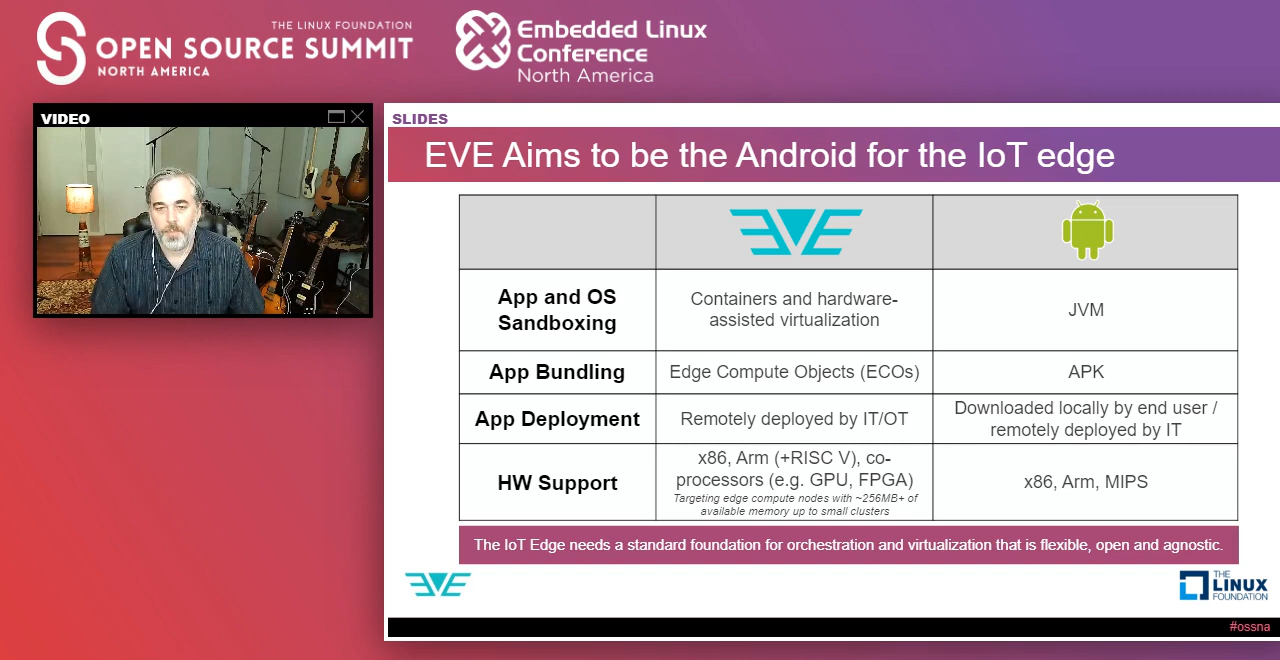 THE LINUX FOUNDATION
OPEN SOURCE SUMMIT
NORTH AMERICA
Embedded Linux
Conference
North America
VIDEO
SLIDES
EVE Aims to be the Android for the IoT edge
EVE
App and OS
Sandboxing
Containers and hardware-
assisted virtualization
JVM
App Bundling
Edge Compute Objects (ECOs)
APK
App Deployment
Remotely deployed by IT/OT
Downloaded locally by end user /
remotely deployed by IT
HW Support
x86, Arm (+RISC V), co-
processors (e.g. GPU, FPGA)
Targeting edge compute nodes with ~256MB+ of
available memory up to small clusters
x86, Arm, MIPS
The IoT Edge needs a standard foundation for orchestration and virtualization that is flexible, open and agnostic.
EVE
THE
LINUX
FOUNDATION
#ossna